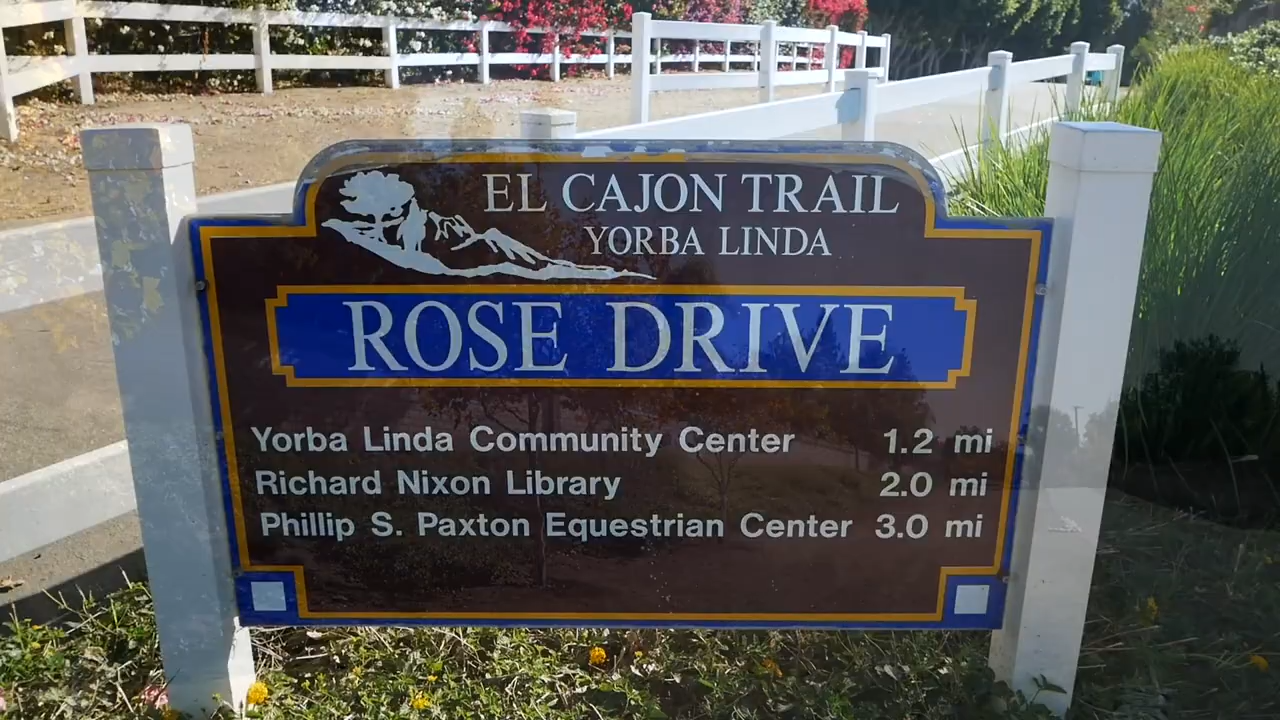 EL CAJON TRAIL
YORBA LINDA
ROSE DRIVE
Yorba Linda Community Center 1.2 mi
Richard Nixon Library 2.0 mi
Phillip S. Paxton Equestrian Center 3.0 mi